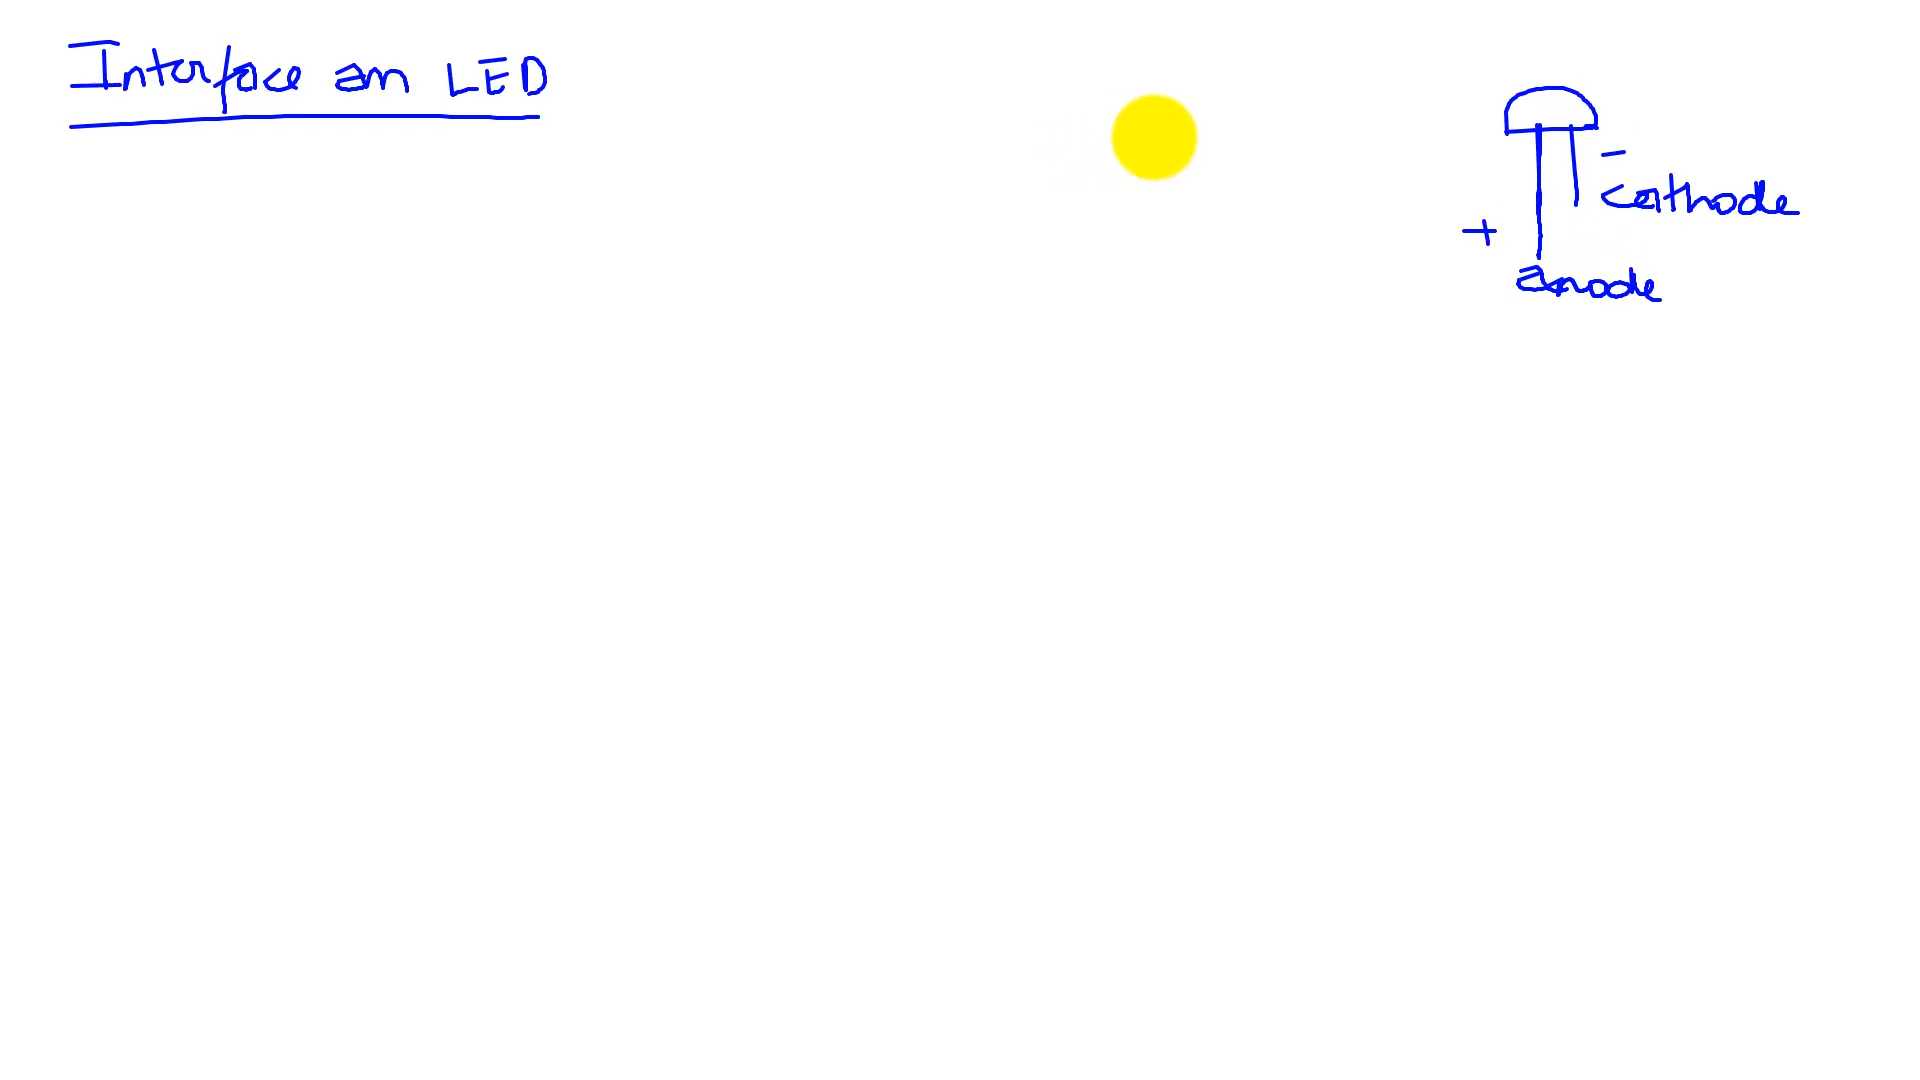 Interface an LED
-
cathode
+
anode